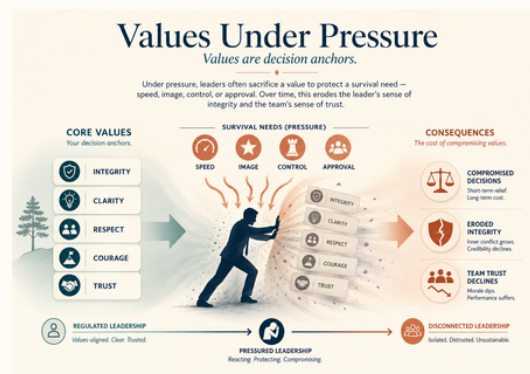 Values Under Pressure
Values are decision anchors.
Under pressure, leaders often sacrifice a value to protect a survival need —
speed, image, control, or approval. Over time, this erodes the leader's sense of
integrity and the team's sense of trust.
CORE VALUES
Your decision anchors.
INTEGRITY
CLARITY
RESPECT
COURAGE
TRUST
SURVIVAL NEEDS (PRESSURE)
SPEED
IMAGE
CONTROL
APPROVAL
INTEGRITY
CLARITY
RESPECT
COURAGE
TRUST
CONSEQUENCES
The cost of compromising values.
COMPROMISED
DECISIONS
Short-term relief.
Long-term cost.
ERODED
INTEGRITY
Inner conflict grows.
Credibility declines.
TEAM TRUST
DECLINES
Morale dips.
Performance suffers.
REGULATED LEADERSHIP
Values-aligned. Clear. Trusted.
PRESSURED LEADERSHIP
Reacting. Protecting. Compromising.
DISCONNECTED LEADERSHIP
Isolated. Distrusted. Unsustainable.